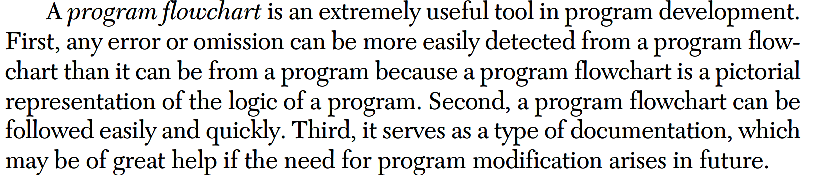 A program flowchart is an extremely useful tool in program development.
First, any error or omission can be more easily detected from a program flow-
chart than it can be from a program because a program flowchart is a pictorial
representation of the logic of a program. Second, a program flowchart can be
followed easily and quickly. Third, it serves as a type of documentation, which
may be of great help if the need for program modification arises in future.